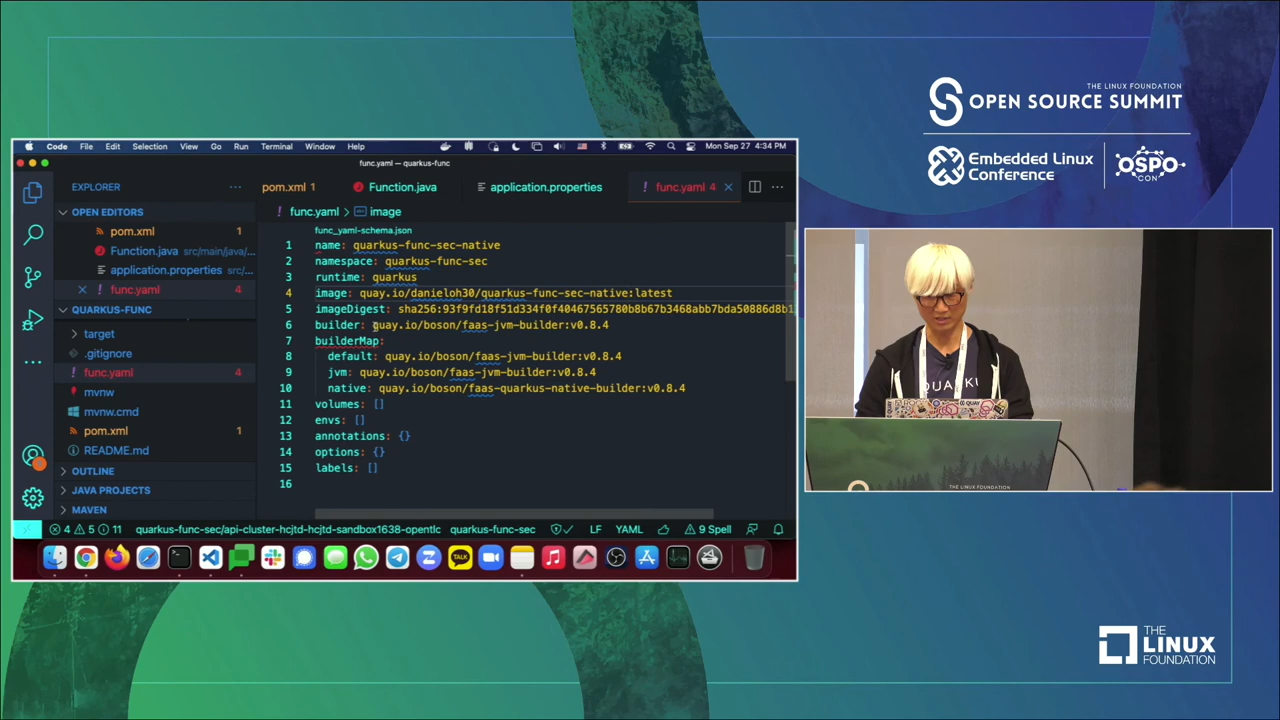 THE LINUX FOUNDATION
OPEN SOURCE SUMMIT
Embedded Linux
Conference
OSPO
CON
Code File Edit Selection View Go Run Terminal Window Help
Mon Sep 27 4:34 PM
func.yaml — quarkus-func
EXPLORER
OPEN EDITORS
pom.xml 1
Function.java src/main/java/...
application.properties src/...
func.yaml 4
QUARKUS-FUNC
target
.gitignore
func.yaml 4
mvnw
mvnw.cmd
pom.xml 1
README.md
OUTLINE
JAVA PROJECTS
MAVEN
pom.xml 1 Function.java application.properties func.yaml 4
func.yaml > image
func_yaml-schema.json
1 name: quarkus-func-sec-native
2 namespace: quarkus-func-sec
3 runtime: quarkus
4 image: quay.io/danieloh30/quarkus-func-sec-native:latest
5 imageDigest: sha256:93f9fd18f51d334f0f40467565780b8b67b3468abb7bda50886d8b1
6 builder: quay.io/boson/faas-jvm-builder:v0.8.4
7 builderMap:
8 default: quay.io/boson/faas-jvm-builder:v0.8.4
9 jvm: quay.io/boson/faas-jvm-builder:v0.8.4
10 native: quay.io/boson/faas-quarkus-native-builder:v0.8.4
11 volumes: []
12 envs: []
13 annotations: {}
14 options: {}
15 labels: []
16
4 5 11 quarkus-func-sec/api-cluster-hcjtd-hcjtd-sandbox1638-opentlc quarkus-func-sec LF YAML 9 Spell
TALK
QUARKU
QUAY
THE LINUX FOUNDATION
THE
LINUX
FOUNDATION